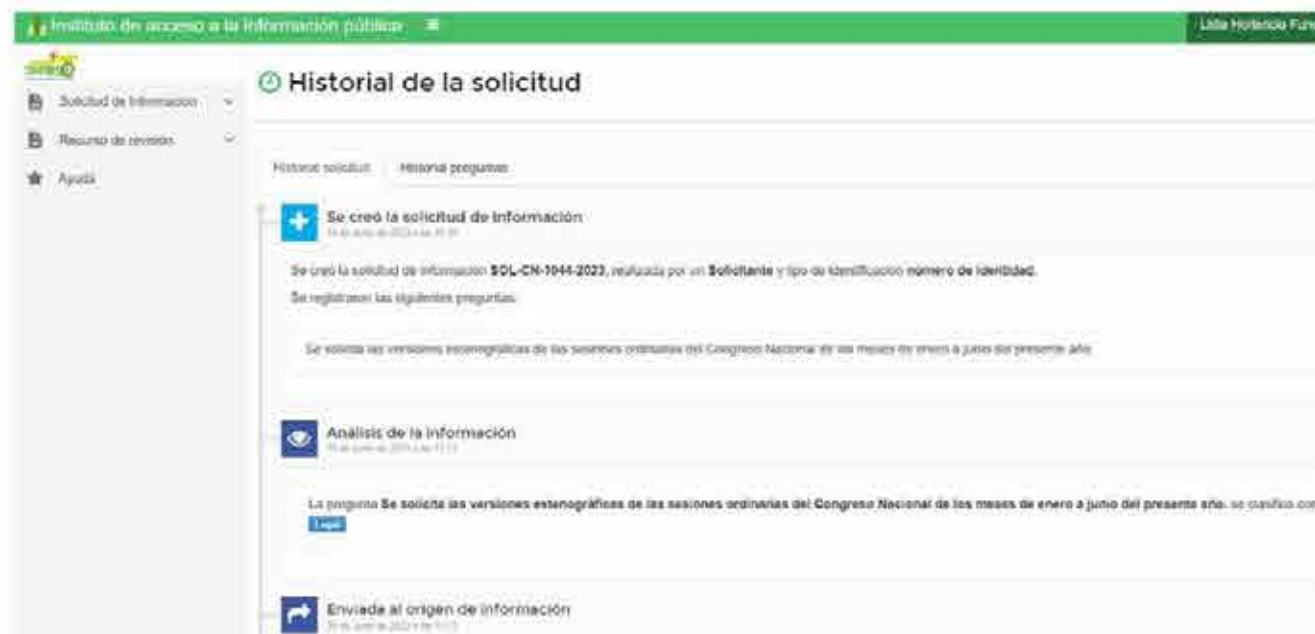 Instituto de acceso a la información pública
Historial de la solicitud
Solicitud de Información
Recurso de revisión
Ayuda
Historial solicitud
Historial preguntas
Se creó la solicitud de información
Se creó la solicitud de información SOL-CN-1044-2023, realizada por un Solicitante y tipo de identificación número de identidad.
Se registraron las siguientes preguntas:
Se solicita las versiones estenográficas de las sesiones ordinarias del Congreso Nacional de los meses de enero a junio del presente año
Análisis de la información
La pregunta Se solicita las versiones estenográficas de las sesiones ordinarias del Congreso Nacional de los meses de enero a junio del presente año. se clasifico
Legal
Enviada al origen de información